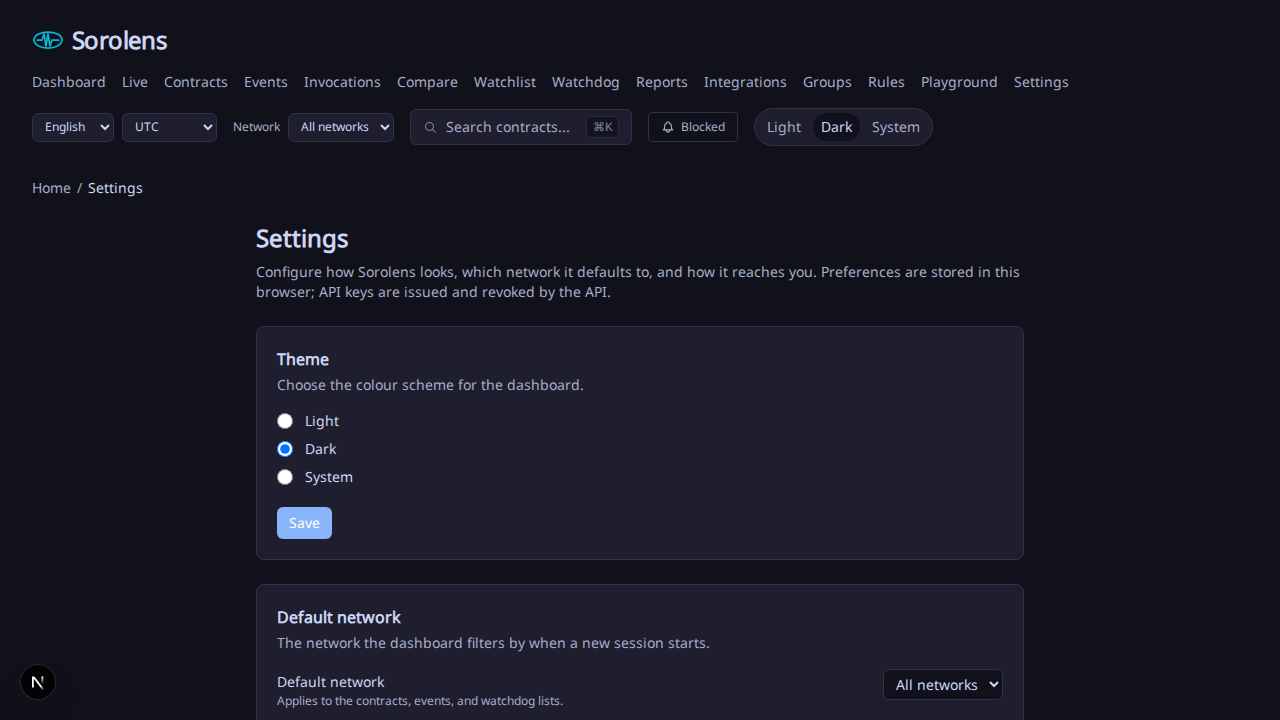 Sorolens
Dashboard Live Contracts Events Invocations Compare Watchlist Watchdog Reports Integrations Groups Rules Playground Settings
English UTC Network All networks Search contracts... ⌘K Blocked Light Dark System
Home / Settings
Settings
Configure how Sorolens looks, which network it defaults to, and how it reaches you. Preferences are stored in this
browser; API keys are issued and revoked by the API.
Theme
Choose the colour scheme for the dashboard.
Light
Dark
System
Save
Default network
The network the dashboard filters by when a new session starts.
Default network
All networks
Applies to the contracts, events, and watchdog lists.
N